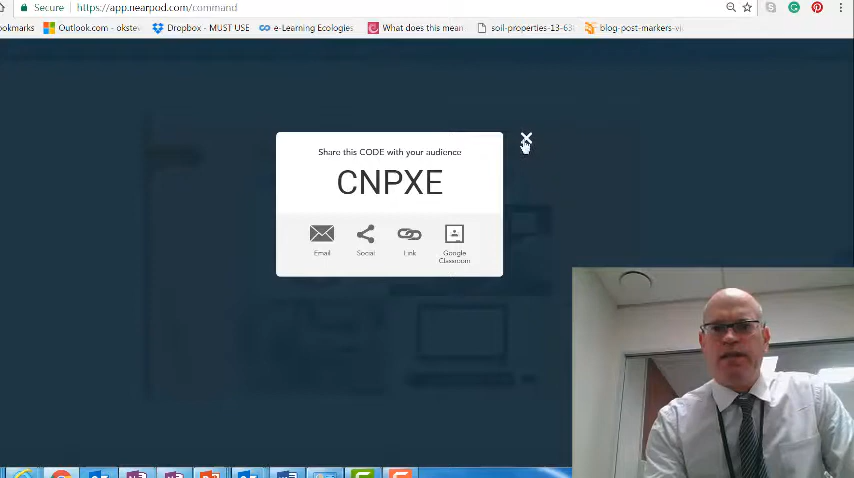 Secure https://app.nearpod.com/command
ookmarks Outlook.com - okste Dropbox - MUST USE e-Learning Ecologies What does this mean soil-properties-13-63 blog-post-markers-vi
Share this CODE with your audience
CNPXE
Email Social Link Google
Classroom